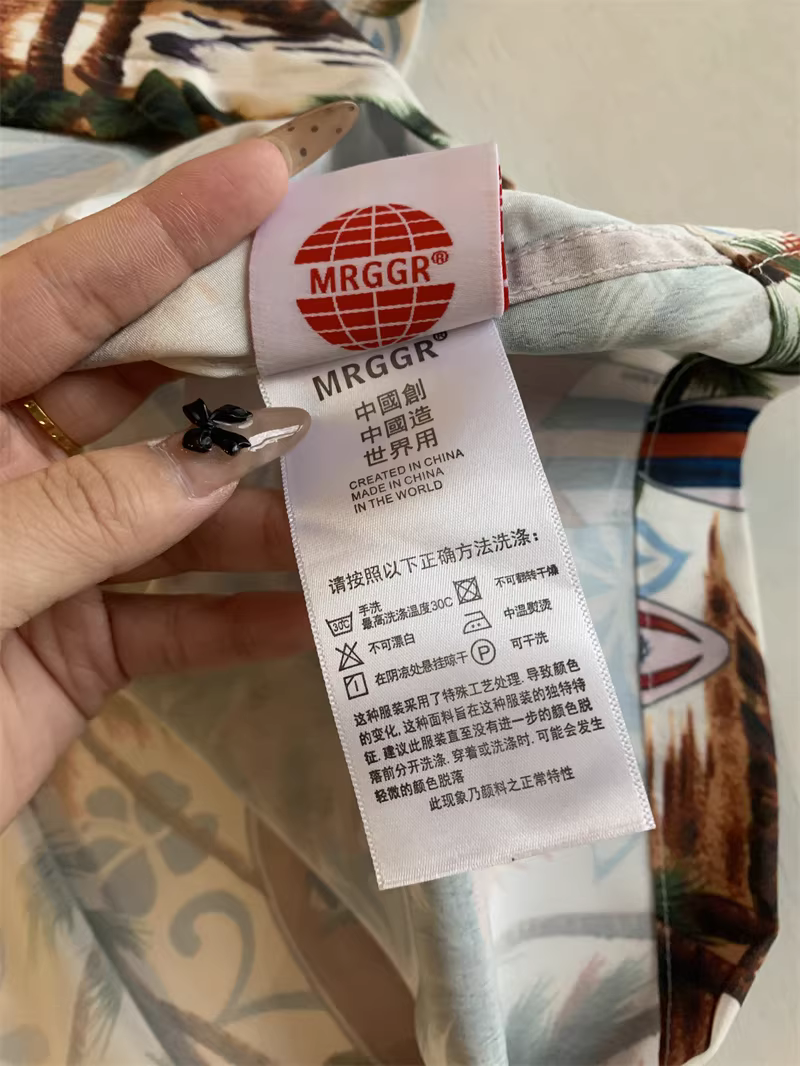 MRGGR®
MRGGR®
中國創
中國造
世界用
CREATED IN CHINA
MADE IN CHINA
IN THE WORLD
请按照以下正确方法洗涤:
30C 手洗
最高洗涤温度30C
不可翻转干燥
不可漂白
中温熨烫
在阴凉处悬挂晾干
P 可干洗
这种服装采用了特殊工艺处理.导致颜色
的变化,这种面料旨在这种服装的独特特
征.建议此服装直至没有进一步的颜色脱
落前分开洗涤.穿着或洗涤时.可能会发生
轻微的颜色脱落
此现象乃颜料之正常特性